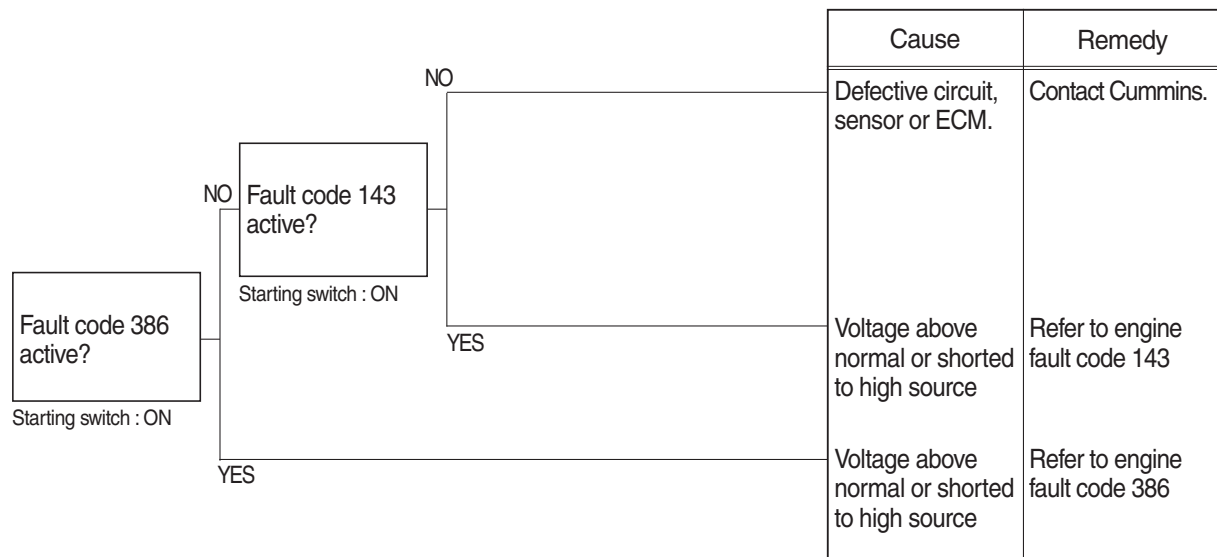 Cause
Remedy
NO
Defective circuit,
sensor or ECM.
Contact Cummins.
NO
Fault code 143
active?
Starting switch : ON
Fault code 386
active?
Starting switch : ON
YES
Voltage above
normal or shorted
to high source
Refer to engine
fault code 143
YES
Voltage above
normal or shorted
to high source
Refer to engine
fault code 386